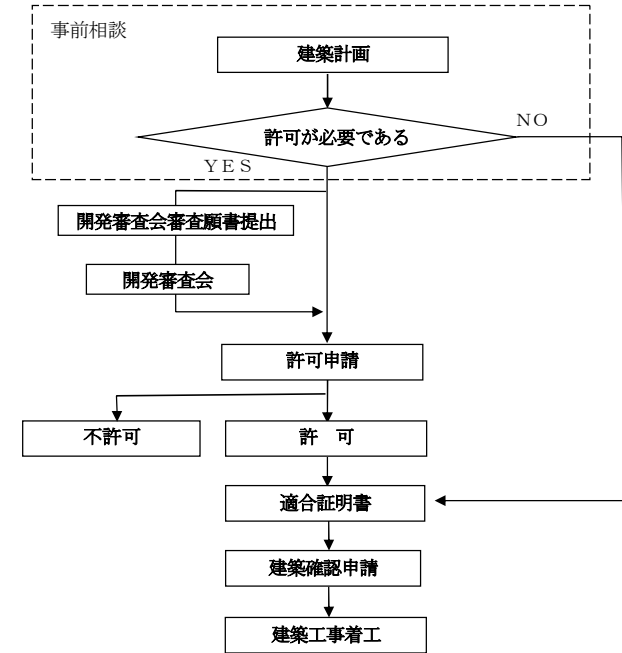 事前相談
建築計画
許可が必要である
NO
YES
開発審査会審査願書提出
開発審査会
許可申請
不許可
許　可
適合証明書
建築確認申請
建築工事着工